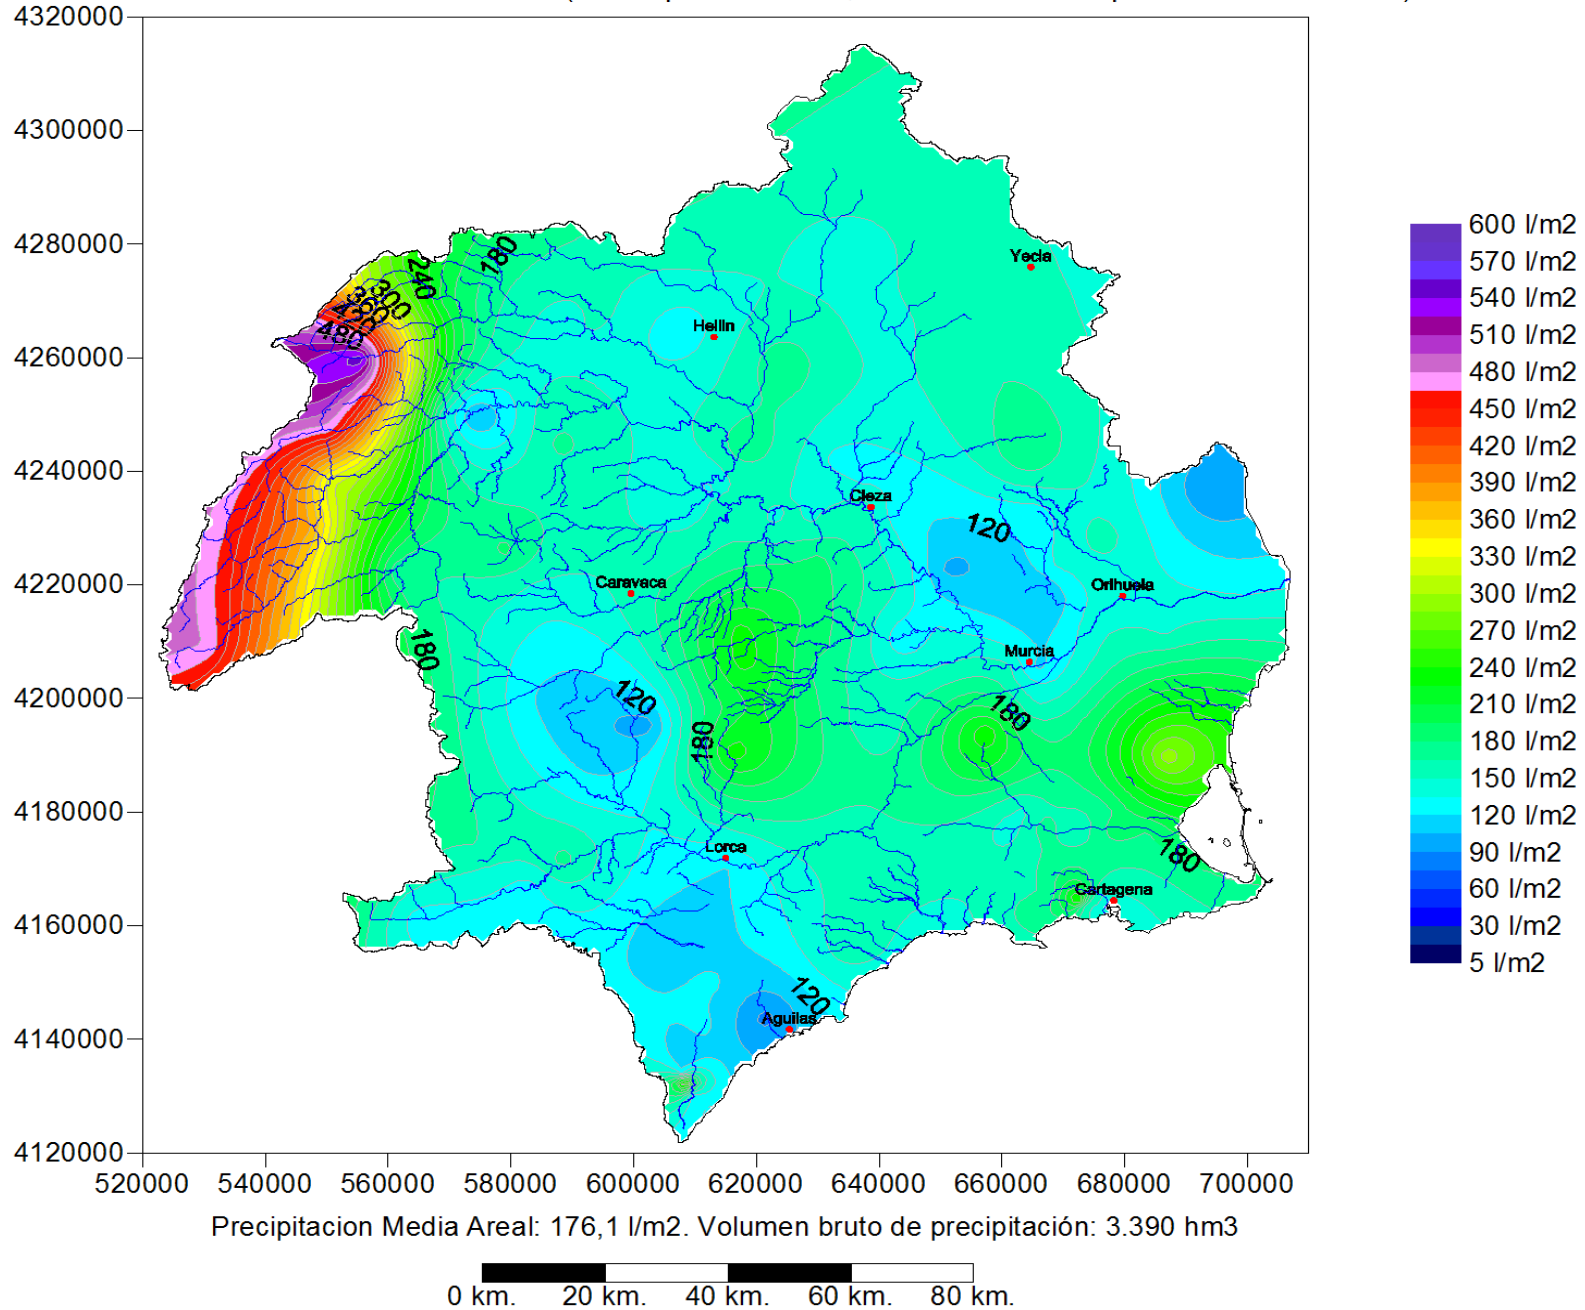 4320000
4300000
4280000
4260000
4240000
4220000
4200000
4180000
4160000
4140000
4120000
520000 540000 560000 580000 600000 620000 640000 660000 680000 700000
180
240
300
360
480
Yecla
Hellin
Cieza
120
Caravaca
Orihuela
180
Murcia
120
180
180
Lorca
180
Cartagena
120
Aguilas
600 l/m2
570 l/m2
540 l/m2
510 l/m2
480 l/m2
450 l/m2
420 l/m2
390 l/m2
360 l/m2
330 l/m2
300 l/m2
270 l/m2
240 l/m2
210 l/m2
180 l/m2
150 l/m2
120 l/m2
90 l/m2
60 l/m2
30 l/m2
5 l/m2
Precipitacion Media Areal: 176,1 l/m2. Volumen bruto de precipitación: 3.390 hm3
0 km. 20 km. 40 km. 60 km. 80 km.